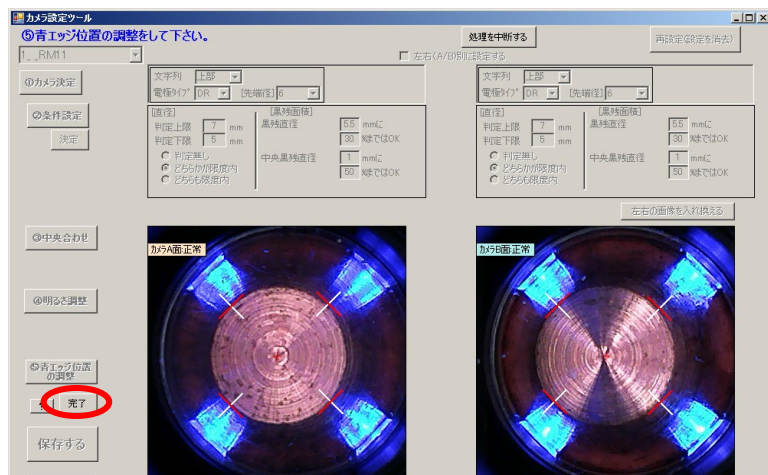 カメラ設定ツール
⑤青エッジ位置の調整をして下さい。
処理を中断する
再設定(設定を消去)
1__RM11
左右(A/B)別に設定する
①カメラ決定
文字列 上部
電極タイプ DR [先端径] 6
文字列 上部
電極タイプ DR [先端径] 6
②条件設定
決定
[直径]
判定上限 7 mm
判定下限 5 mm
判定無し
どちらかが限度内
どちらも限度内
[黒残面積]
黒残直径 5.5 mmに
30 %まではOK
中央黒残直径 1 mmに
50 %まではOK
[直径]
判定上限 7 mm
判定下限 5 mm
判定無し
どちらかが限度内
どちらも限度内
[黒残面積]
黒残直径 5.5 mmに
30 %まではOK
中央黒残直径 1 mmに
50 %まではOK
左右の画像を入れ換える
③中央合わせ
カメラA面:正常
カメラB面:正常
④明るさ調整
⑤青エッジ位置
の調整
完了
保存する